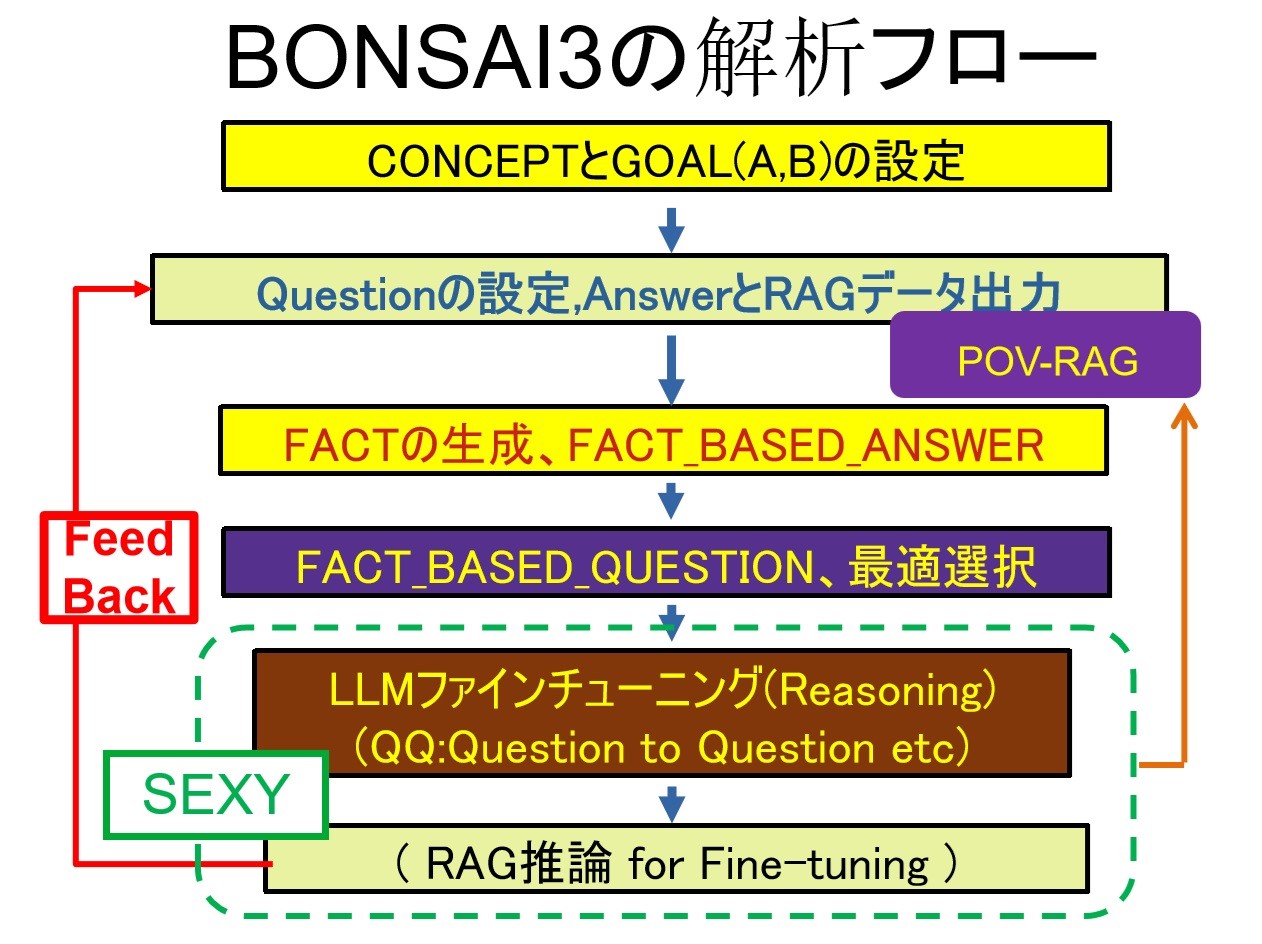 BONSAI3の解析フロー
CONCEPTとGOAL(A,B)の設定
Questionの設定,AnswerとRAGデータ出力
POV-RAG
FACTの生成、FACT_BASED_ANSWER
Feed
Back
FACT_BASED_QUESTION、最適選択
LLMファインチューニング(Reasoning)
(QQ:Question to Question etc)
SEXY
( RAG推論 for Fine-tuning )